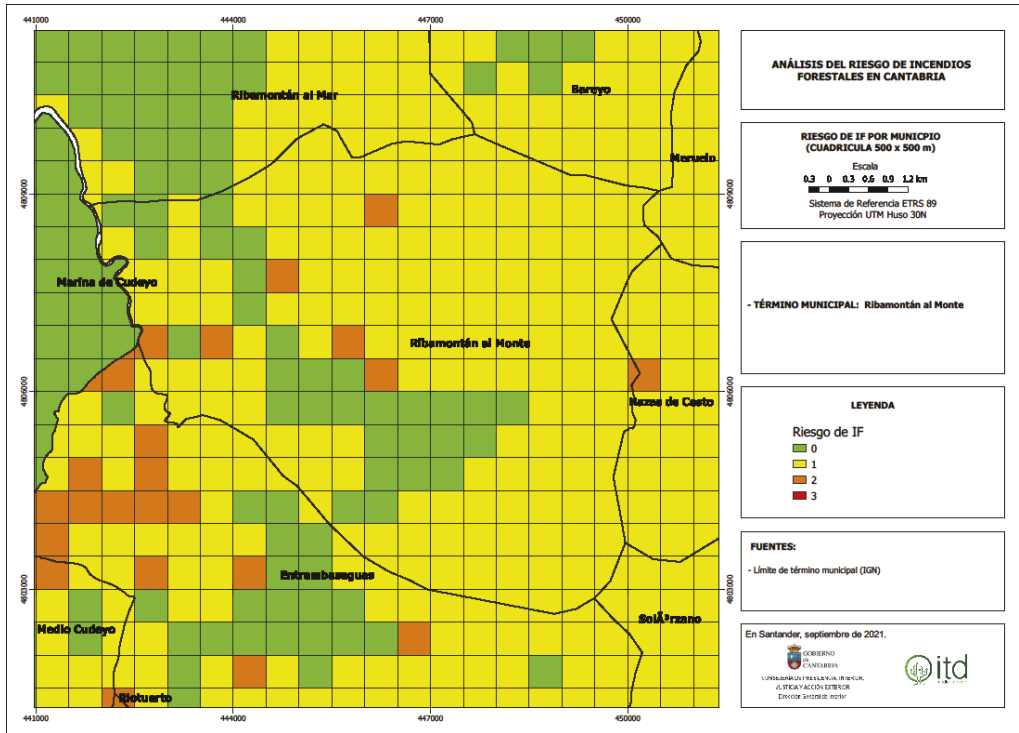 441000 444000 447000 450000
Ribamontán al Mar
Bareyo
Meruelo
4809000 4809000
Marina de Cudeyo
Ribamontán al Monte
4806000 4806000
Hazas de Cesto
Entrambasaguas
4803000 4803000
Medio Cudeyo
SolÃ³rzano
Riotuerto
441000 444000 447000 450000
ANÁLISIS DEL RIESGO DE INCENDIOS
FORESTALES EN CANTABRIA
RIESGO DE IF POR MUNICPIO
(CUADRICULA 500 x 500 m)
Escala
0.3 0 0.3 0.6 0.9 1.2 km
Sistema de Referencia ETRS 89
Proyección UTM Huso 30N
- TÉRMINO MUNICIPAL: Ribamontán al Monte
LEYENDA
Riesgo de IF
0
1
2
3
FUENTES:
- Límite de término municipal (IGN)
En Santander, septiembre de 2021.
GOBIERNO
de
CANTABRIA
CONSEJERÍA DE PRESIDENCIA, INTERIOR,
JUSTICIA Y ACCIÓN EXTERIOR
Dirección General de Interior
itd